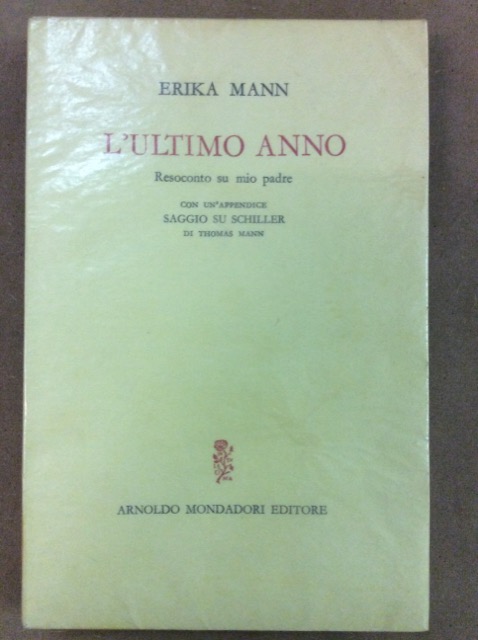 ERIKA MANN
L'ULTIMO ANNO
Resoconto su mio padre
CON UN'APPENDICE
SAGGIO SU SCHILLER
DI THOMAS MANN
ARNOLDO MONDADORI EDITORE